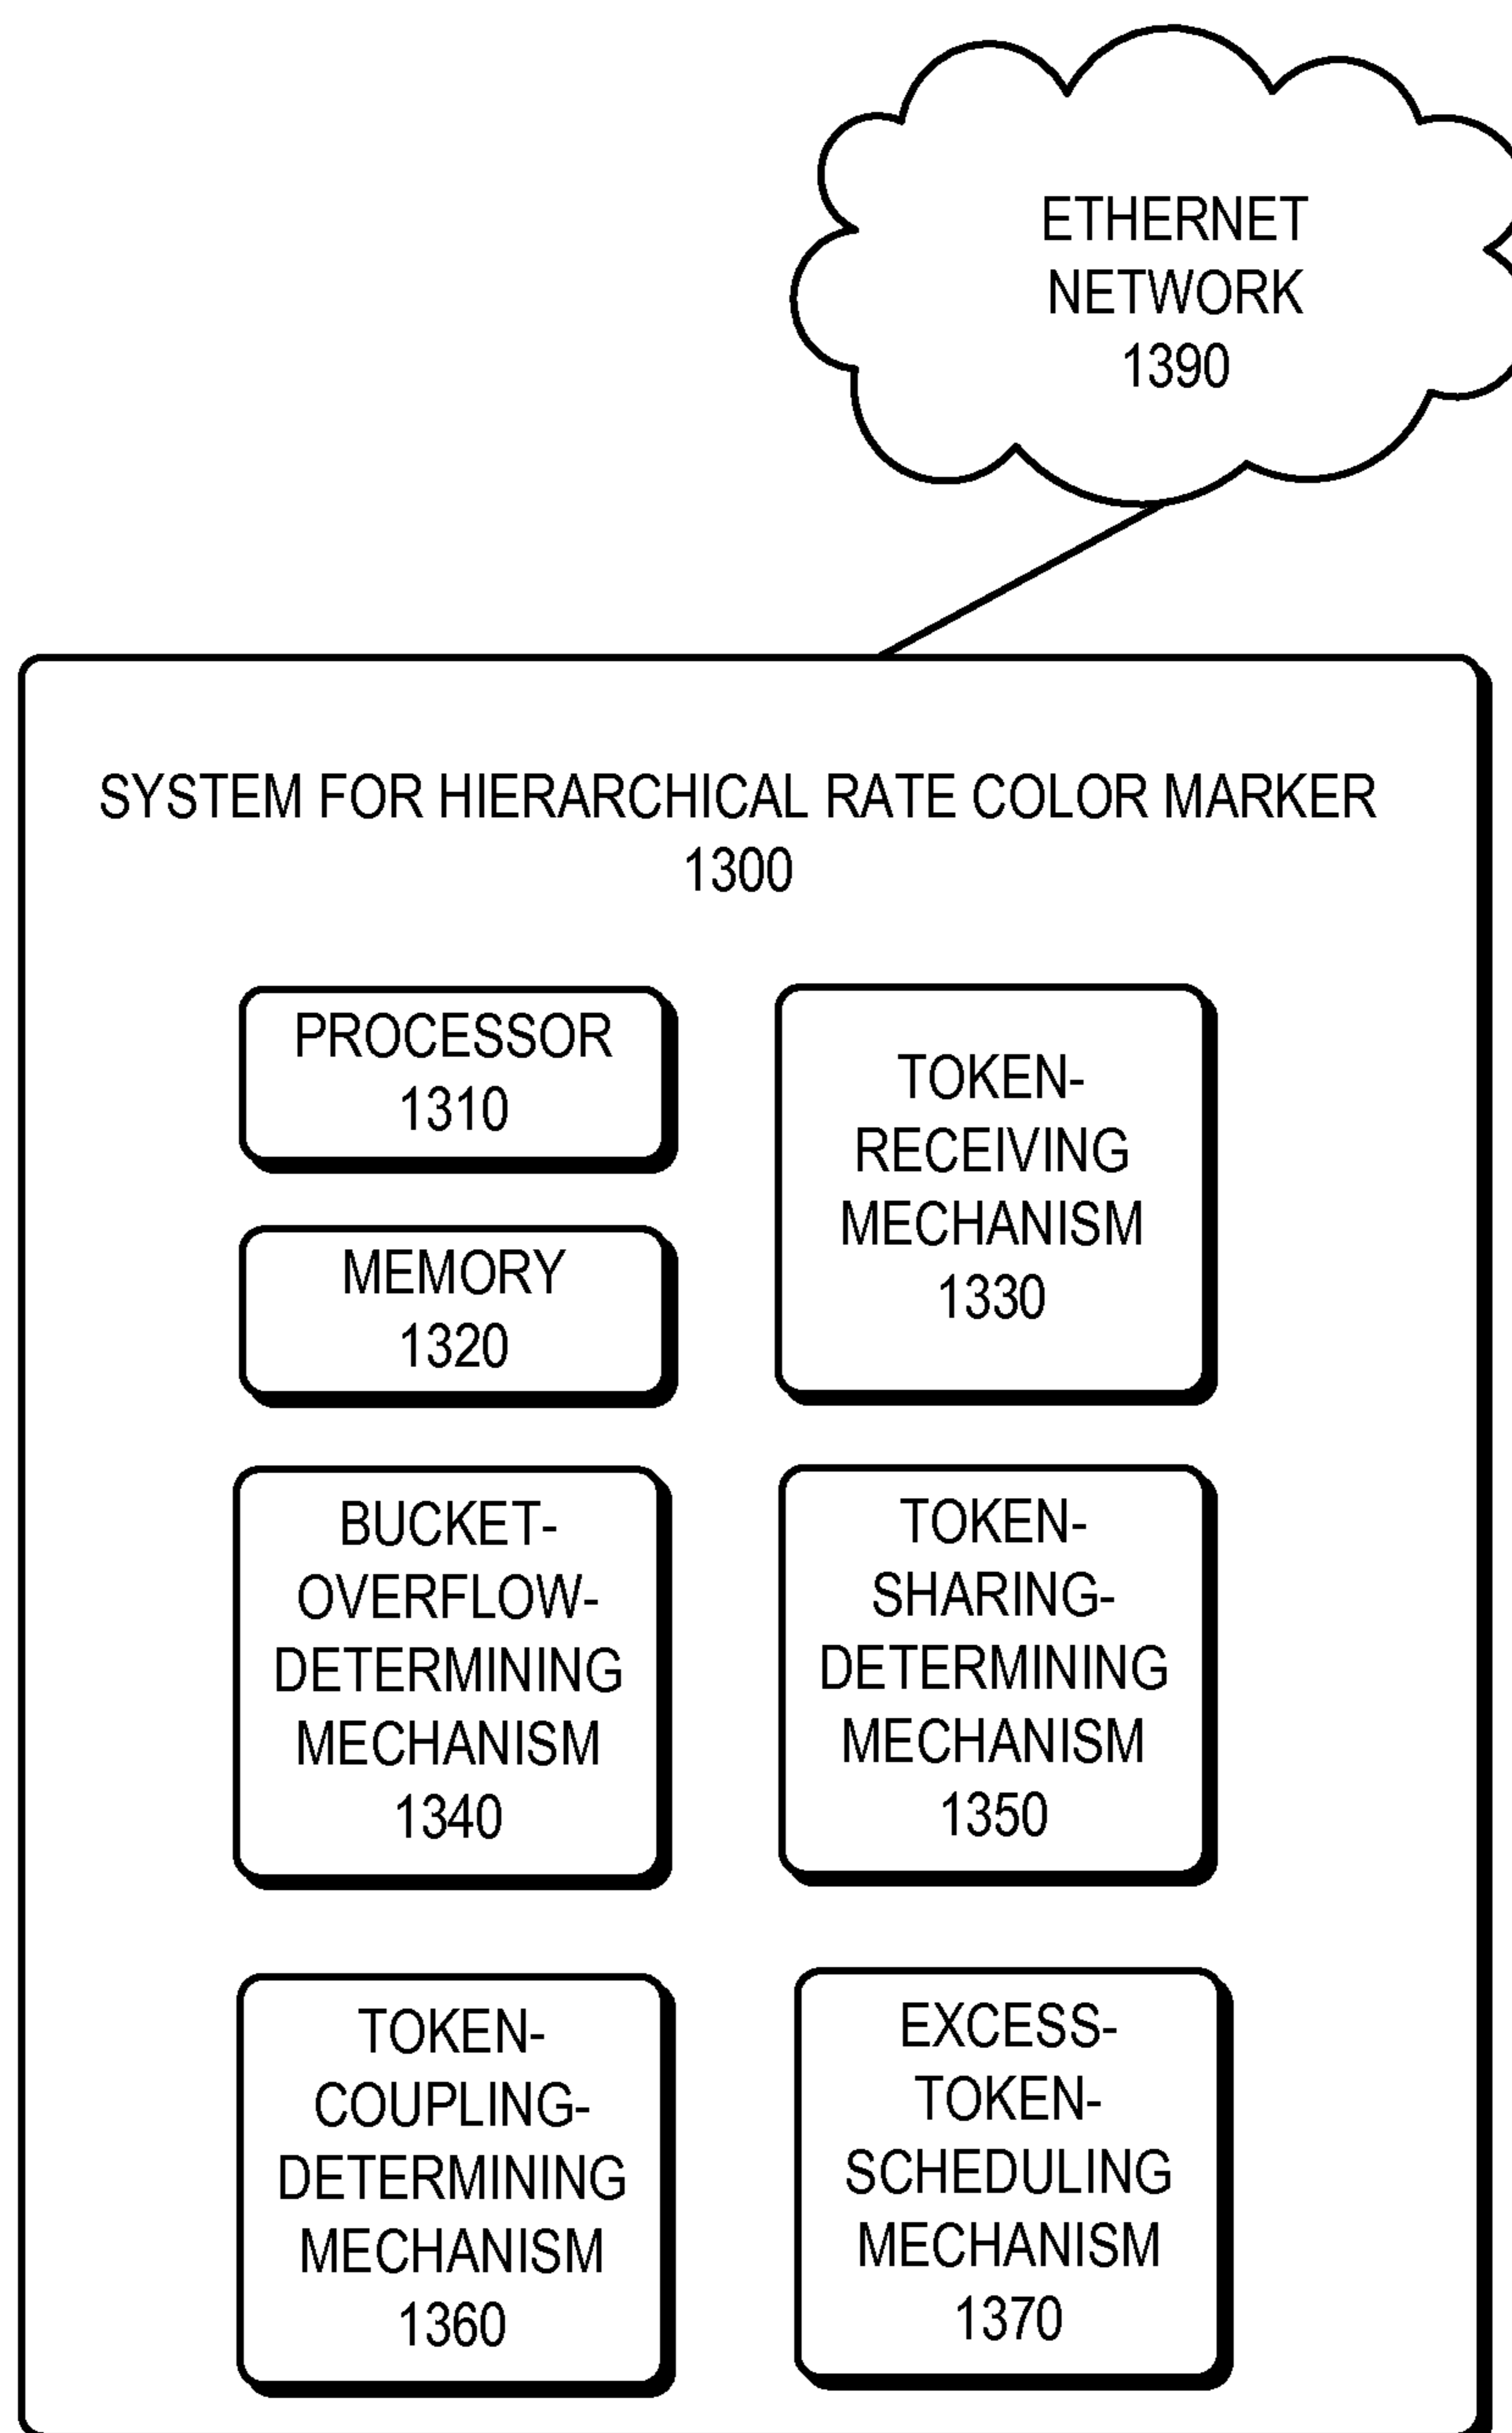 ETHERNET
NETWORK
1390
SYSTEM FOR HIERARCHICAL RATE COLOR MARKER
1300
PROCESSOR
1310
MEMORY
1320
TOKEN-
RECEIVING
MECHANISM
1330
BUCKET-
OVERFLOW-
DETERMINING
MECHANISM
1340
TOKEN-
SHARING-
DETERMINING
MECHANISM
1350
TOKEN-
COUPLING-
DETERMINING
MECHANISM
1360
EXCESS-
TOKEN-
SCHEDULING
MECHANISM
1370